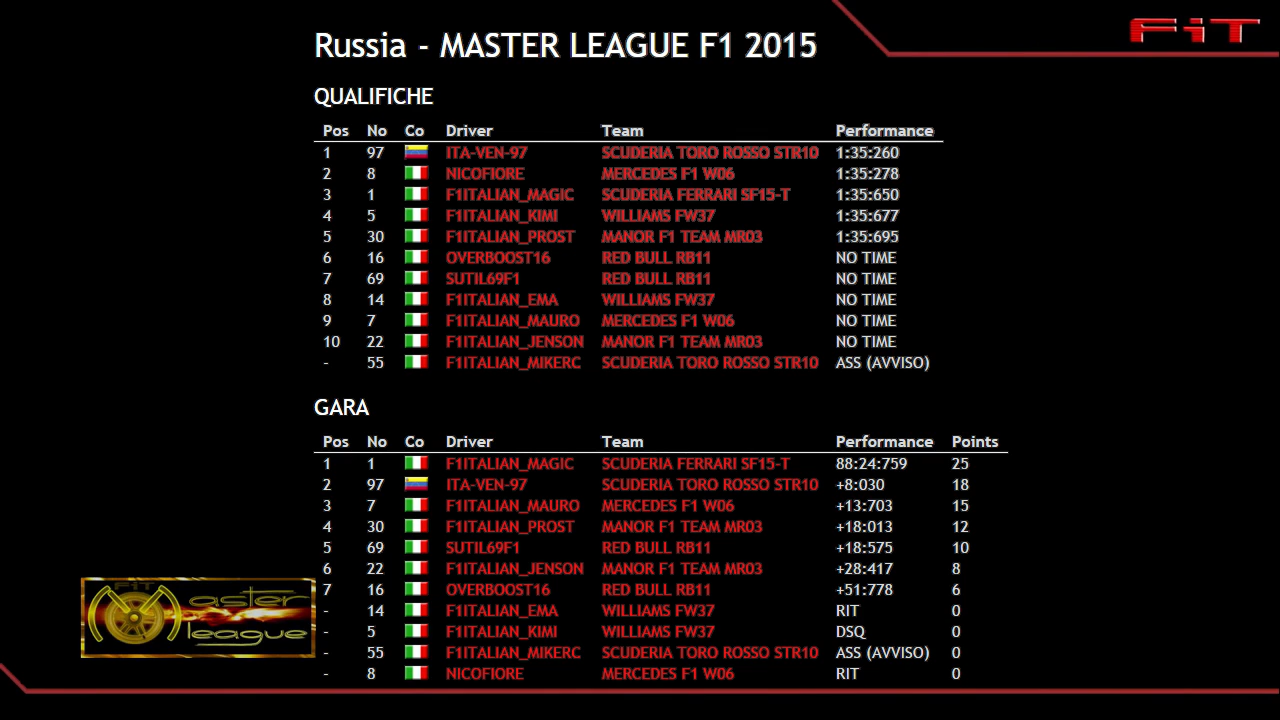 FiT
Russia - MASTER LEAGUE F1 2015
QUALIFICHE
Pos No Co Driver Team Performance
1 97 ITA-VEN-97 SCUDERIA TORO ROSSO STR10 1:35:260
2 8 NICOFIORE MERCEDES F1 W06 1:35:278
3 1 F1ITALIAN_MAGIC SCUDERIA FERRARI SF15-T 1:35:650
4 5 F1ITALIAN_KIMI WILLIAMS FW37 1:35:677
5 30 F1ITALIAN_PROST MANOR F1 TEAM MR03 1:35:695
6 16 OVERBOOST16 RED BULL RB11 NO TIME
7 69 SUTIL69F1 RED BULL RB11 NO TIME
8 14 F1ITALIAN_EMA WILLIAMS FW37 NO TIME
9 7 F1ITALIAN_MAURO MERCEDES F1 W06 NO TIME
10 22 F1ITALIAN_JENSON MANOR F1 TEAM MR03 NO TIME
- 55 F1ITALIAN_MIKERC SCUDERIA TORO ROSSO STR10 ASS (AVVISO)
GARA
Pos No Co Driver Team Performance Points
1 1 F1ITALIAN_MAGIC SCUDERIA FERRARI SF15-T 88:24:759 25
2 97 ITA-VEN-97 SCUDERIA TORO ROSSO STR10 +8:030 18
3 7 F1ITALIAN_MAURO MERCEDES F1 W06 +13:703 15
4 30 F1ITALIAN_PROST MANOR F1 TEAM MR03 +18:013 12
5 69 SUTIL69F1 RED BULL RB11 +18:575 10
6 22 F1ITALIAN_JENSON MANOR F1 TEAM MR03 +28:417 8
7 16 OVERBOOST16 RED BULL RB11 +51:778 6
- 14 F1ITALIAN_EMA WILLIAMS FW37 RIT 0
- 5 F1ITALIAN_KIMI WILLIAMS FW37 DSQ 0
- 55 F1ITALIAN_MIKERC SCUDERIA TORO ROSSO STR10 ASS (AVVISO) 0
- 8 NICOFIORE MERCEDES F1 W06 RIT 0
FiT
Master
league